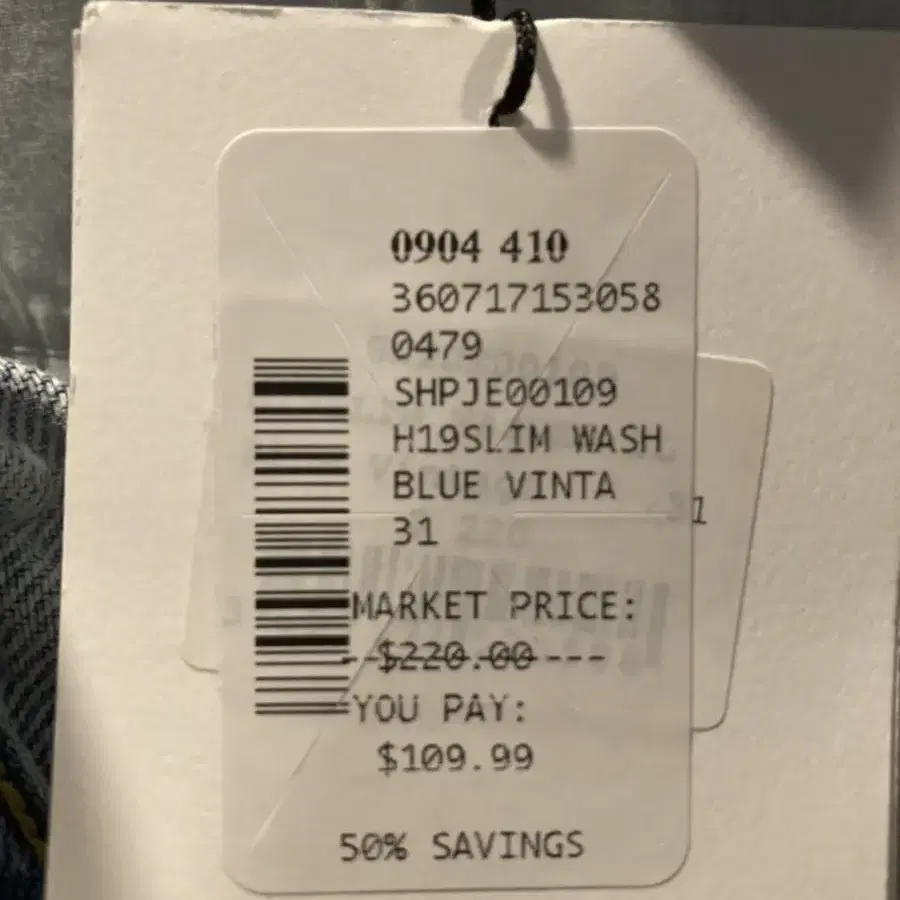 0904 410
360717153058
0479
SHPJE00109
H19SLIM WASH
BLUE VINTA
31
MARKET PRICE:
--$220.00---
YOU PAY:
$109.99
50% SAVINGS